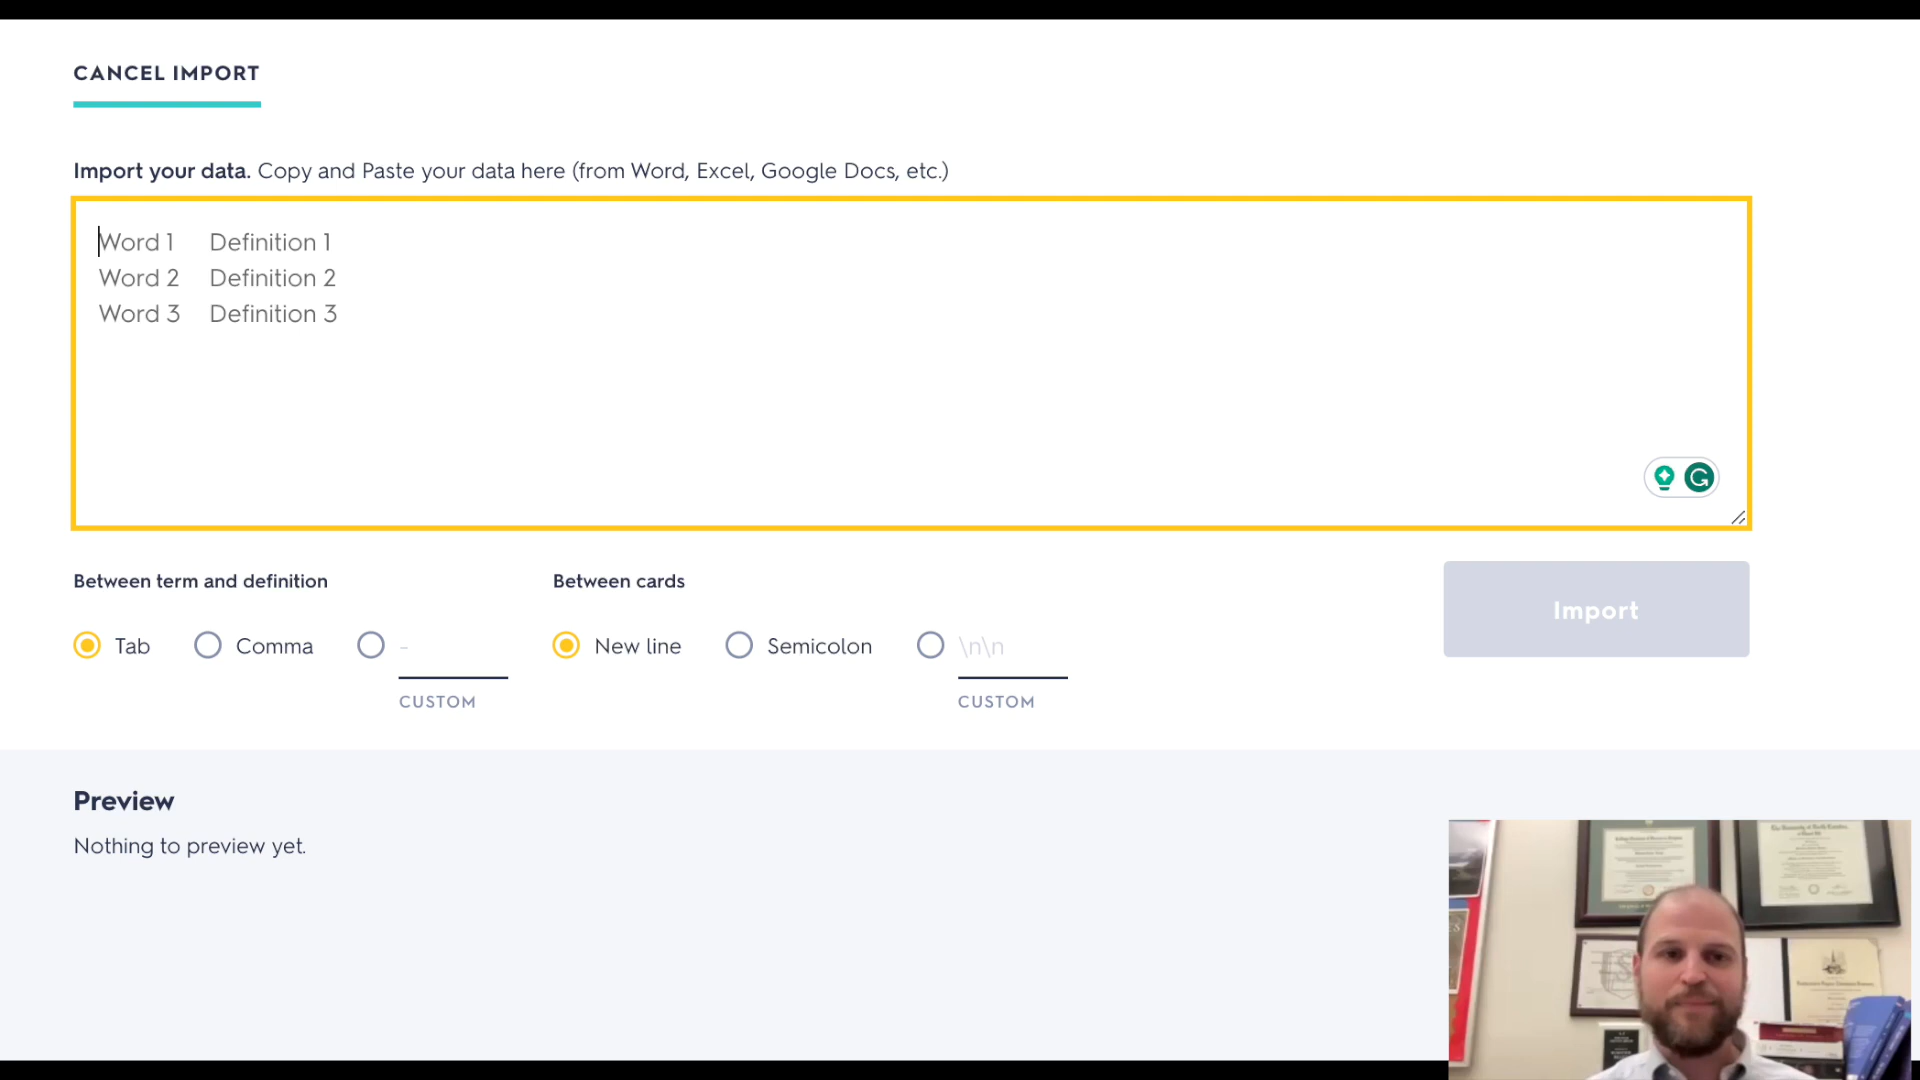 CANCEL IMPORT
Import your data. Copy and Paste your data here (from Word, Excel, Google Docs, etc.)
Word 1 Definition 1
Word 2 Definition 2
Word 3 Definition 3
Between term and definition
Between cards
Tab
Comma
-
New line
Semicolon
\n\n
Import
CUSTOM
CUSTOM
Preview
Nothing to preview yet.